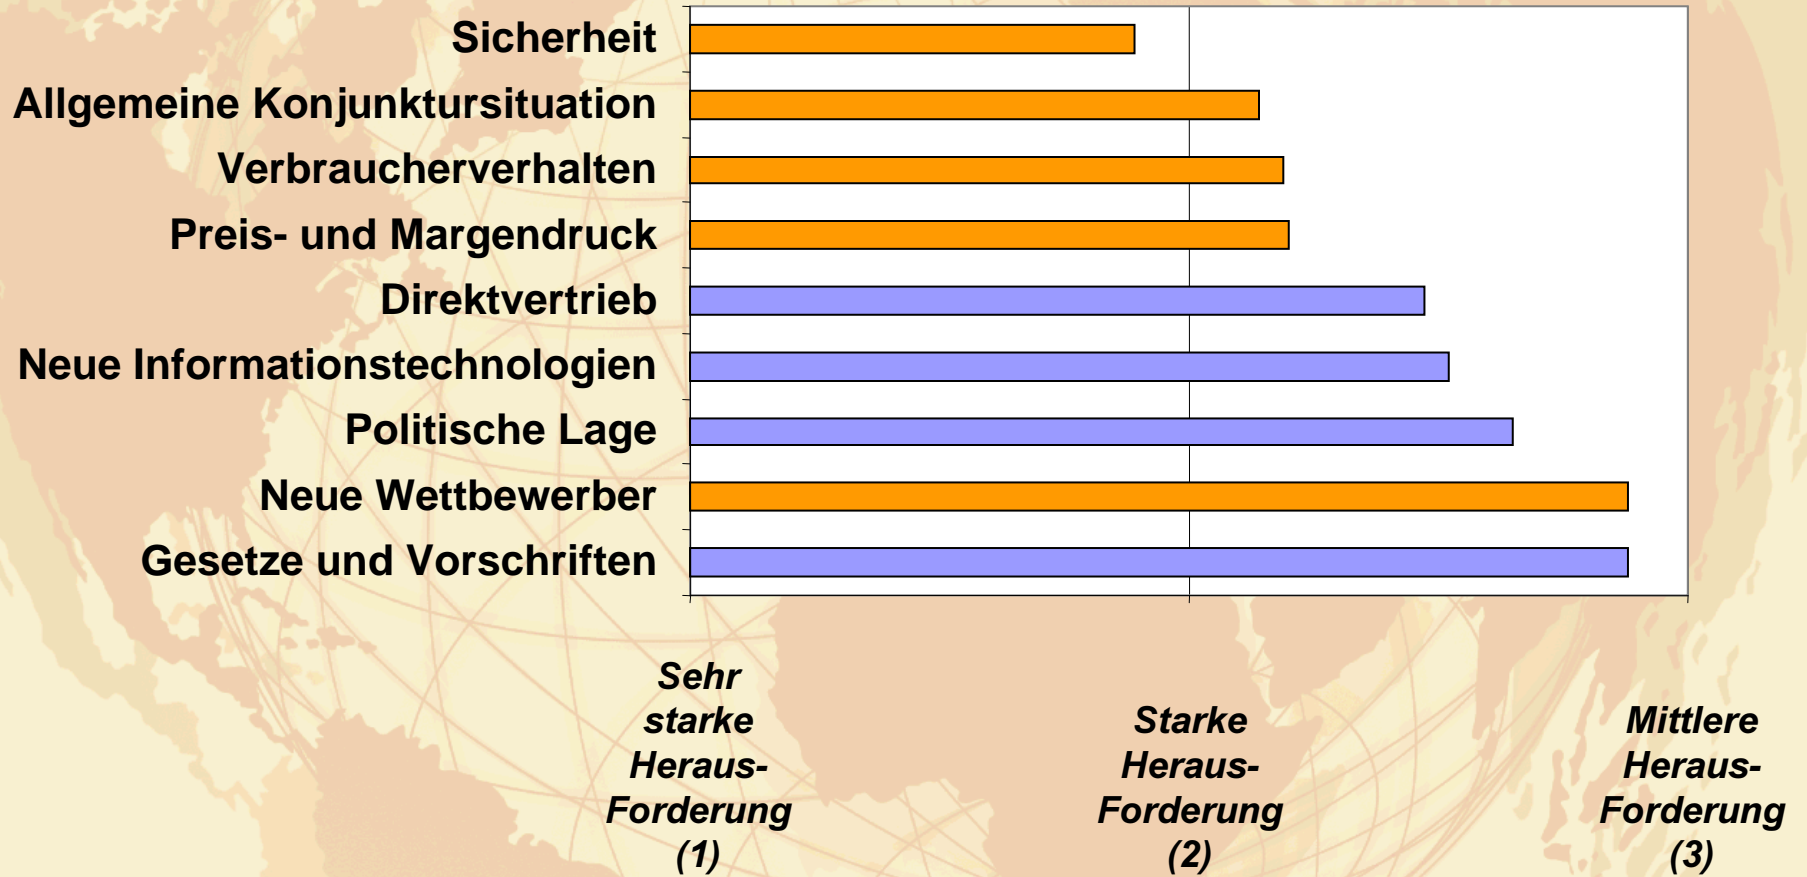 Sicherheit
Allgemeine Konjunktursituation
Verbraucherverhalten
Preis- und Margendruck
Direktvertrieb
Neue Informationstechnologien
Politische Lage
Neue Wettbewerber
Gesetze und Vorschriften
Sehr
starke
Heraus-
Forderung
(1)
Starke
Heraus-
Forderung
(2)
Mittlere
Heraus-
Forderung
(3)